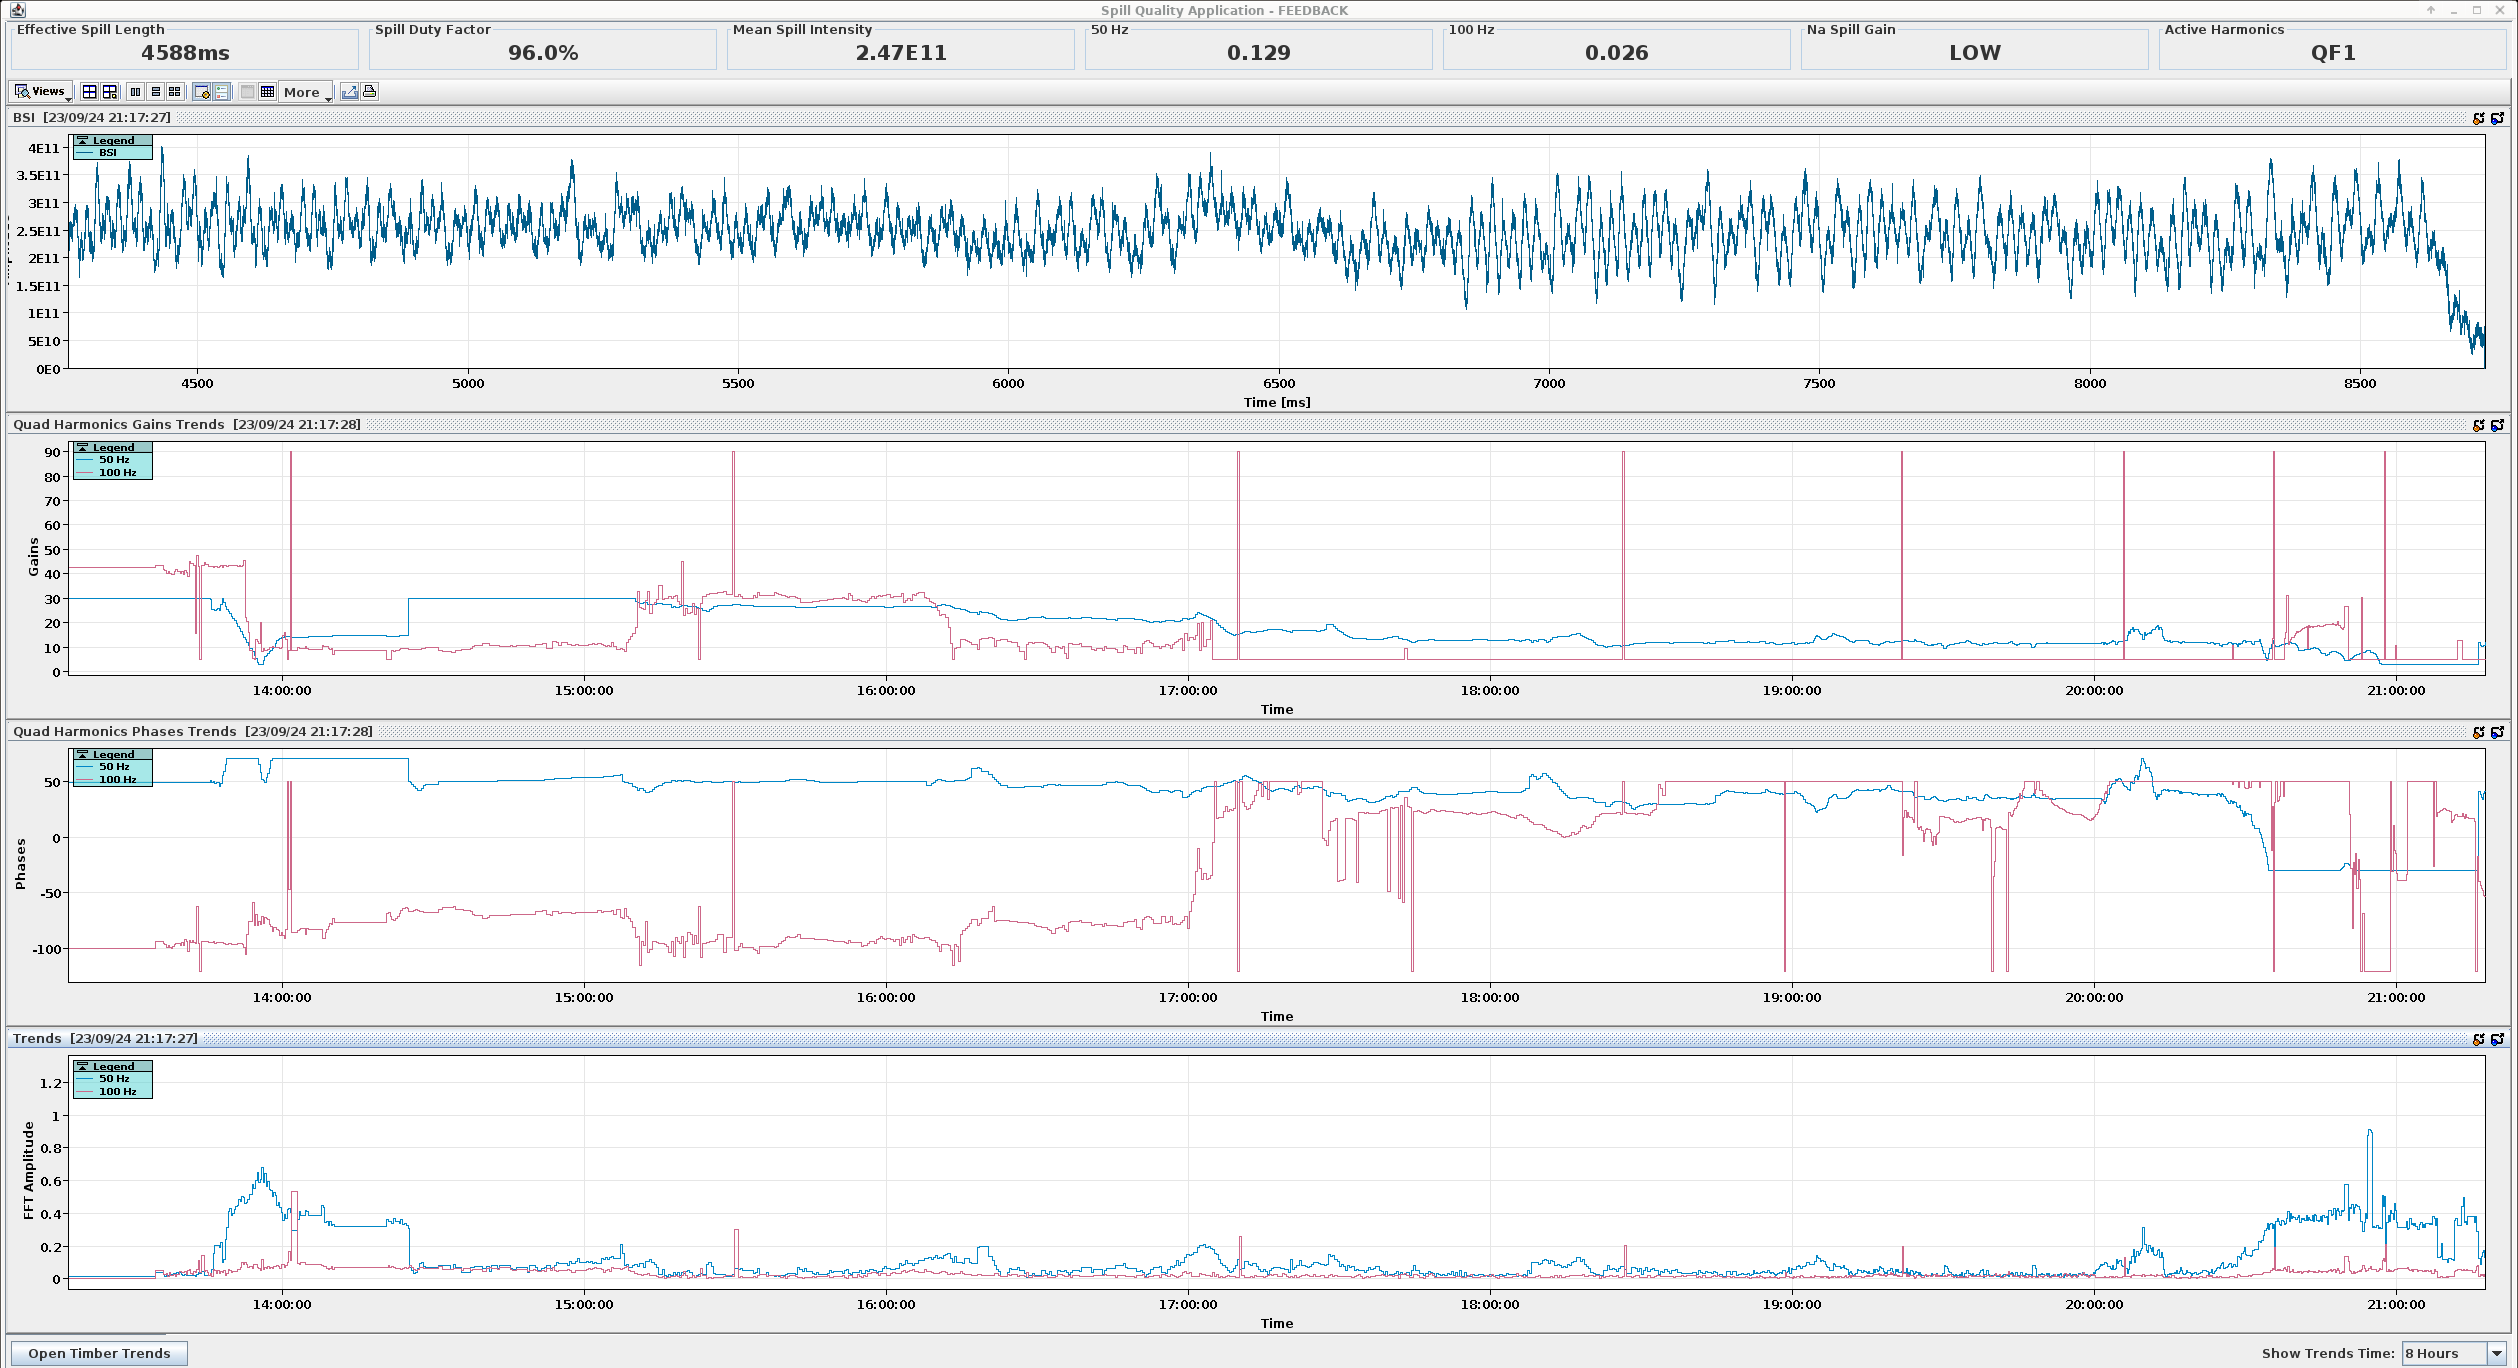 Spill Quality Application - FEEDBACK
Effective Spill Length
4588ms
Spill Duty Factor
96.0%
Mean Spill Intensity
2.47E11
50 Hz
0.129
100 Hz
0.026
Na Spill Gain
LOW
Active Harmonics
QF1
Views
More
BSI [23/09/24 21:17:27]
Legend
BSI
4E11
3.5E11
3E11
2.5E11
2E11
1.5E11
1E11
5E10
0E0
4500 5000 5500 6000 6500 7000 7500 8000 8500
Time [ms]
Quad Harmonics Gains Trends [23/09/24 21:17:28]
Legend
50 Hz
100 Hz
Gains
90
80
70
60
50
40
30
20
10
0
14:00:00 15:00:00 16:00:00 17:00:00 18:00:00 19:00:00 20:00:00 21:00:00
Time
Quad Harmonics Phases Trends [23/09/24 21:17:28]
Legend
50 Hz
100 Hz
Phases
50
0
-50
-100
14:00:00 15:00:00 16:00:00 17:00:00 18:00:00 19:00:00 20:00:00 21:00:00
Time
Trends [23/09/24 21:17:27]
Legend
50 Hz
100 Hz
FFT Amplitude
1.2
1
0.8
0.6
0.4
0.2
0
14:00:00 15:00:00 16:00:00 17:00:00 18:00:00 19:00:00 20:00:00 21:00:00
Time
Open Timber Trends
Show Trends Time: 8 Hours